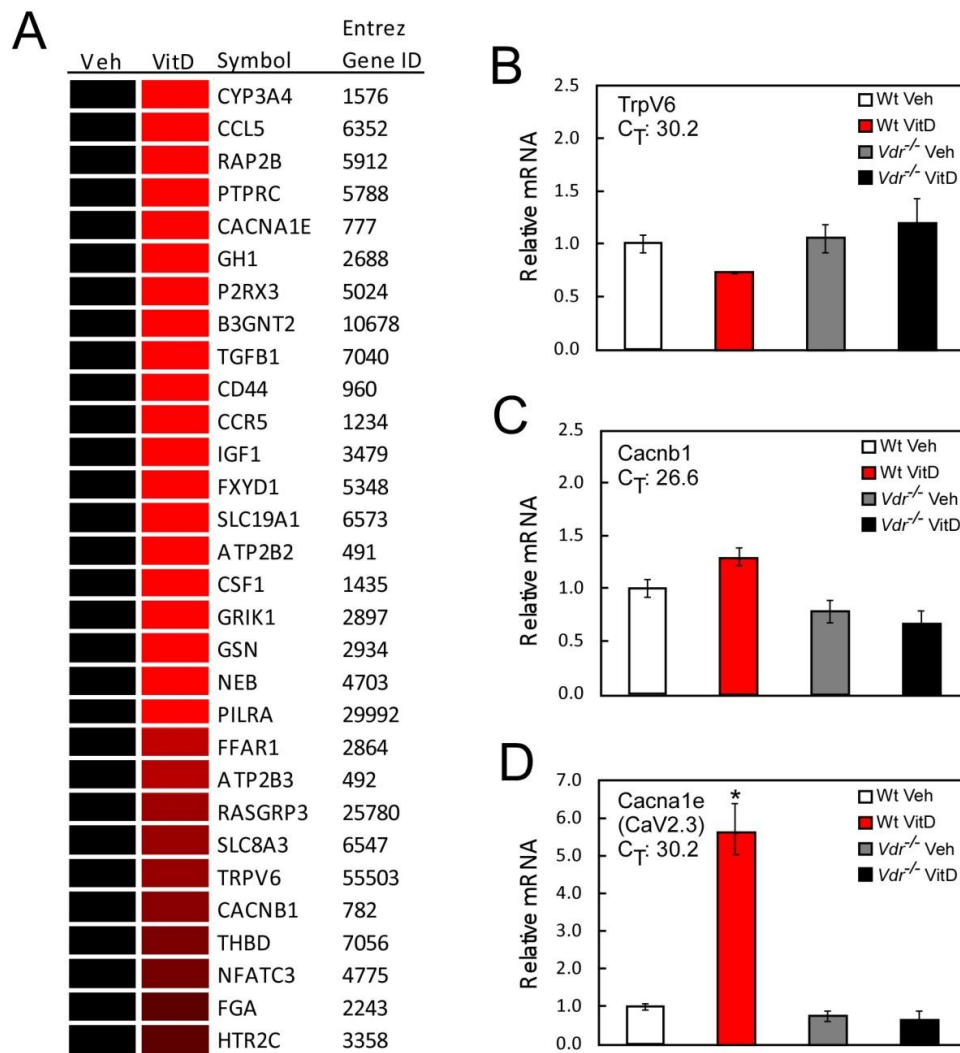 A
Entrez
Veh VitD Symbol Gene ID
CYP3A4 1576
CCL5 6352
RAP2B 5912
PTPRC 5788
CACNA1E 777
GH1 2688
P2RX3 5024
B3GNT2 10678
TGFB1 7040
CD44 960
CCR5 1234
IGF1 3479
FXYD1 5348
SLC19A1 6573
ATP2B2 491
CSF1 1435
GRIK1 2897
GSN 2934
NEB 4703
PILRA 29992
FFAR1 2864
ATP2B3 492
RASGRP3 25780
SLC8A3 6547
TRPV6 55503
CACNB1 782
THBD 7056
NFATC3 4775
FGA 2243
HTR2C 3358
B
Relative mRNA
2.5
2.0
1.5
1.0
0.5
0.0
TrpV6
CT: 30.2
Wt Veh
Wt VitD
Vdr-/- Veh
Vdr-/- VitD
C
Relative mRNA
2.5
2.0
1.5
1.0
0.5
0.0
Cacnb1
CT: 26.6
Wt Veh
Wt VitD
Vdr-/- Veh
Vdr-/- VitD
D
Relative mRNA
7.0
6.0
5.0
4.0
3.0
2.0
1.0
0.0
Cacna1e
(CaV2.3)
CT: 30.2
*
Wt Veh
Wt VitD
Vdr-/- Veh
Vdr-/- VitD